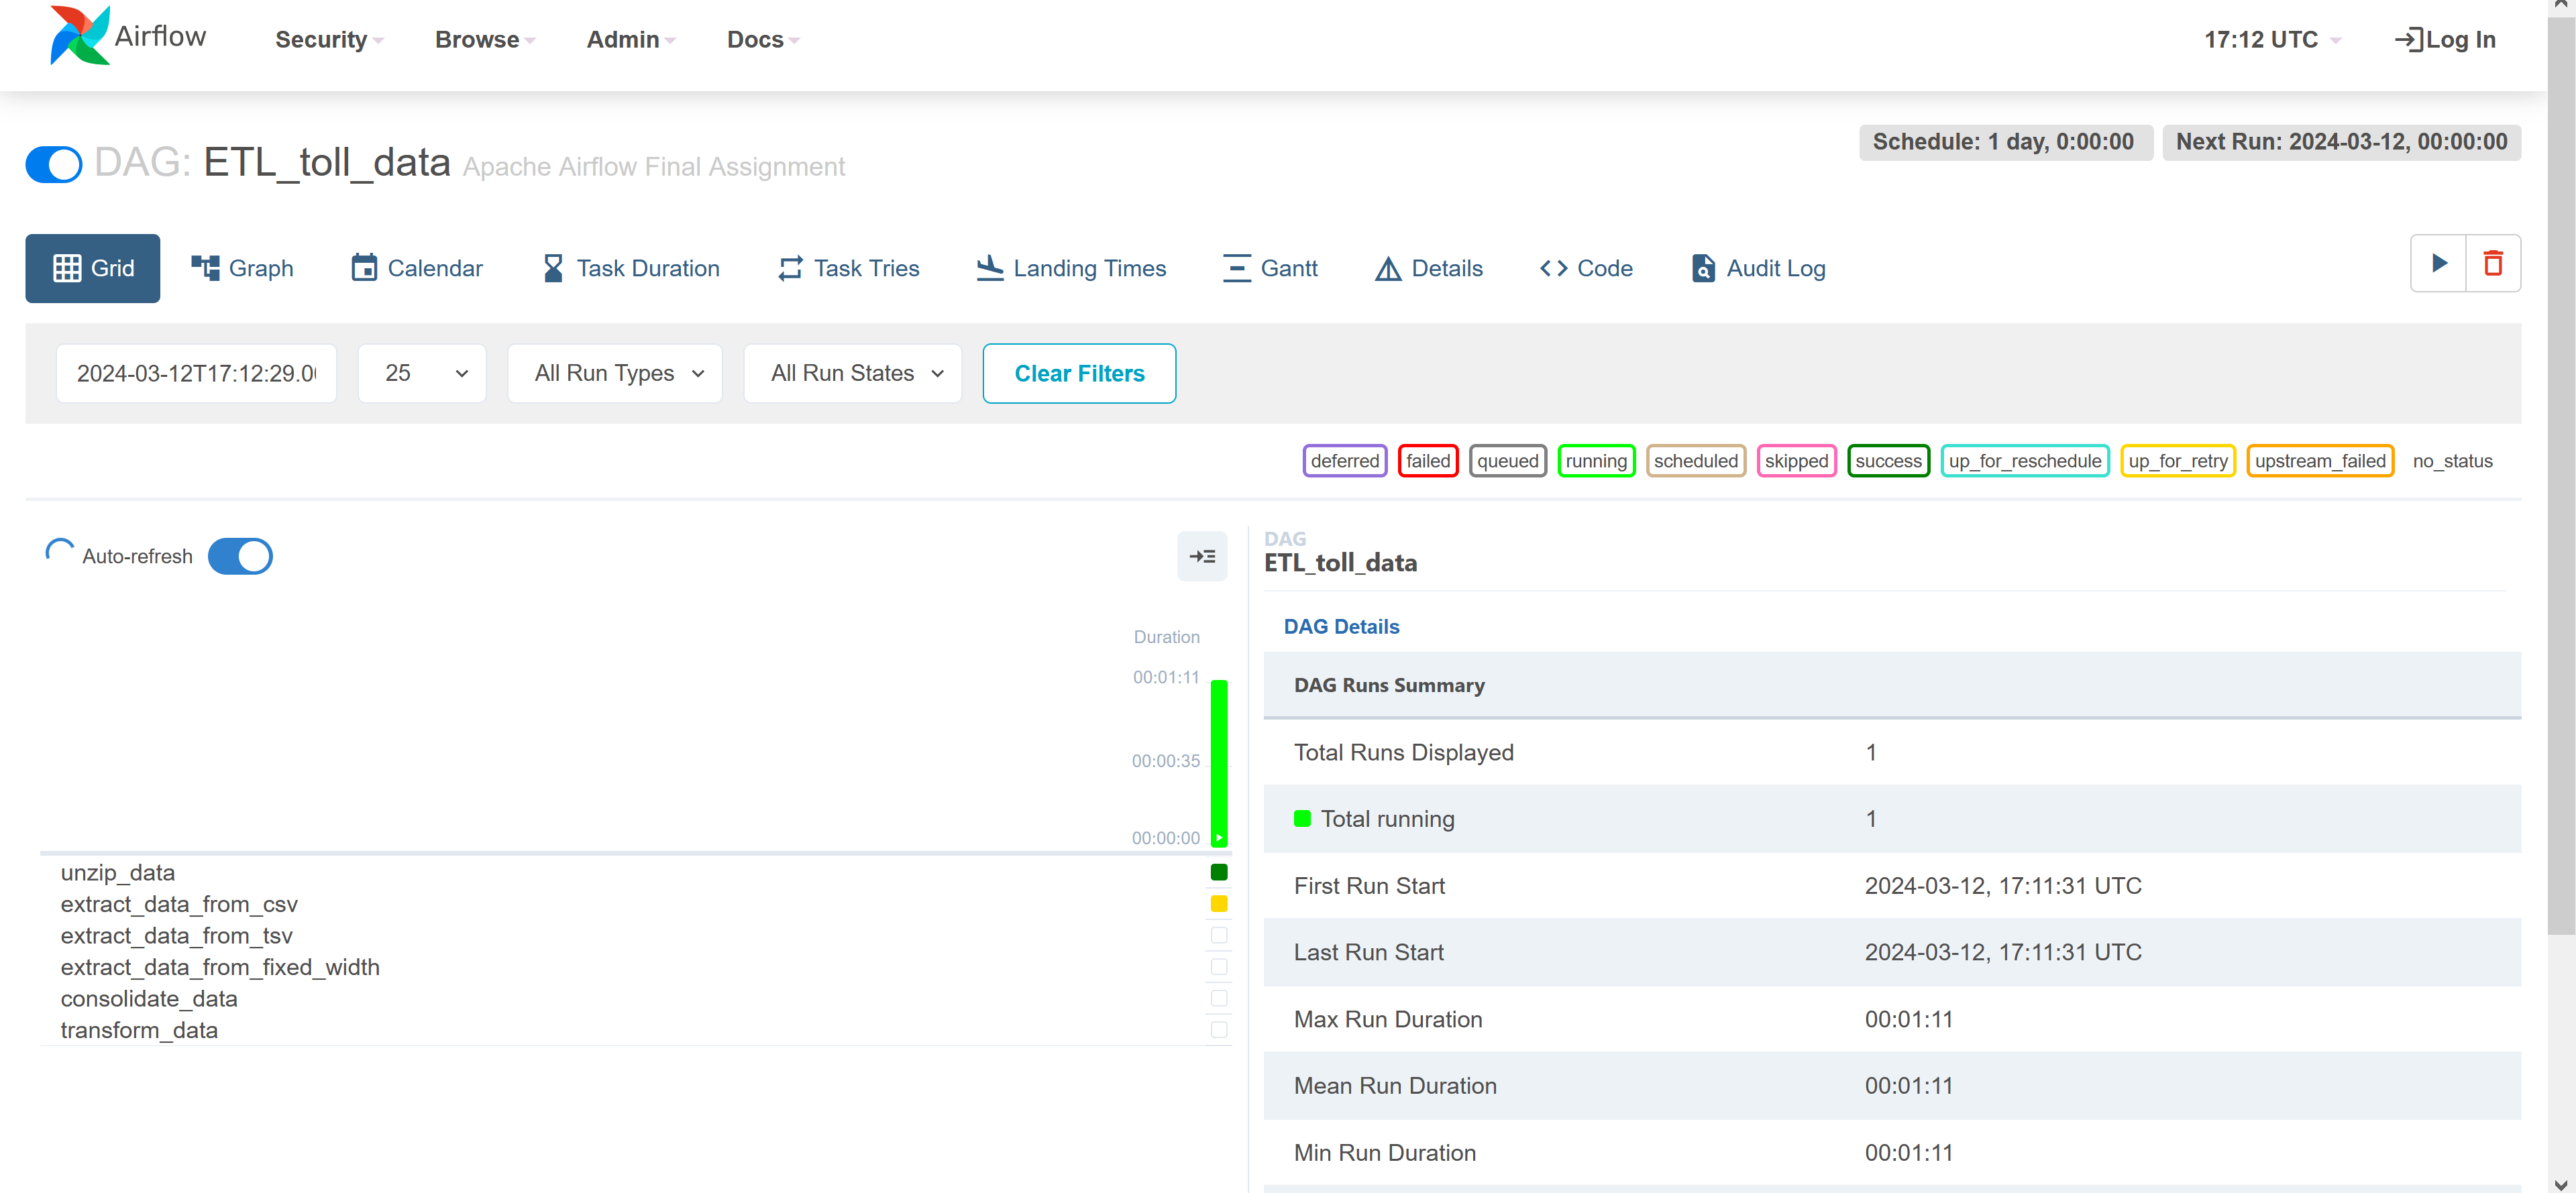 Airflow Security Browse Admin Docs 17:12 UTC Log In
Schedule: 1 day, 0:00:00 Next Run: 2024-03-12, 00:00:00
DAG: ETL_toll_data Apache Airflow Final Assignment
Grid Graph Calendar Task Duration Task Tries Landing Times Gantt Details Code Audit Log
2024-03-12T17:12:29.0 25 All Run Types All Run States Clear Filters
deferred failed queued running scheduled skipped success up_for_reschedule up_for_retry upstream_failed no_status
Auto-refresh
Duration
00:01:11
00:00:35
00:00:00
unzip_data
extract_data_from_csv
extract_data_from_tsv
extract_data_from_fixed_width
consolidate_data
transform_data
DAG
ETL_toll_data
DAG Details
DAG Runs Summary
Total Runs Displayed 1
Total running 1
First Run Start 2024-03-12, 17:11:31 UTC
Last Run Start 2024-03-12, 17:11:31 UTC
Max Run Duration 00:01:11
Mean Run Duration 00:01:11
Min Run Duration 00:01:11